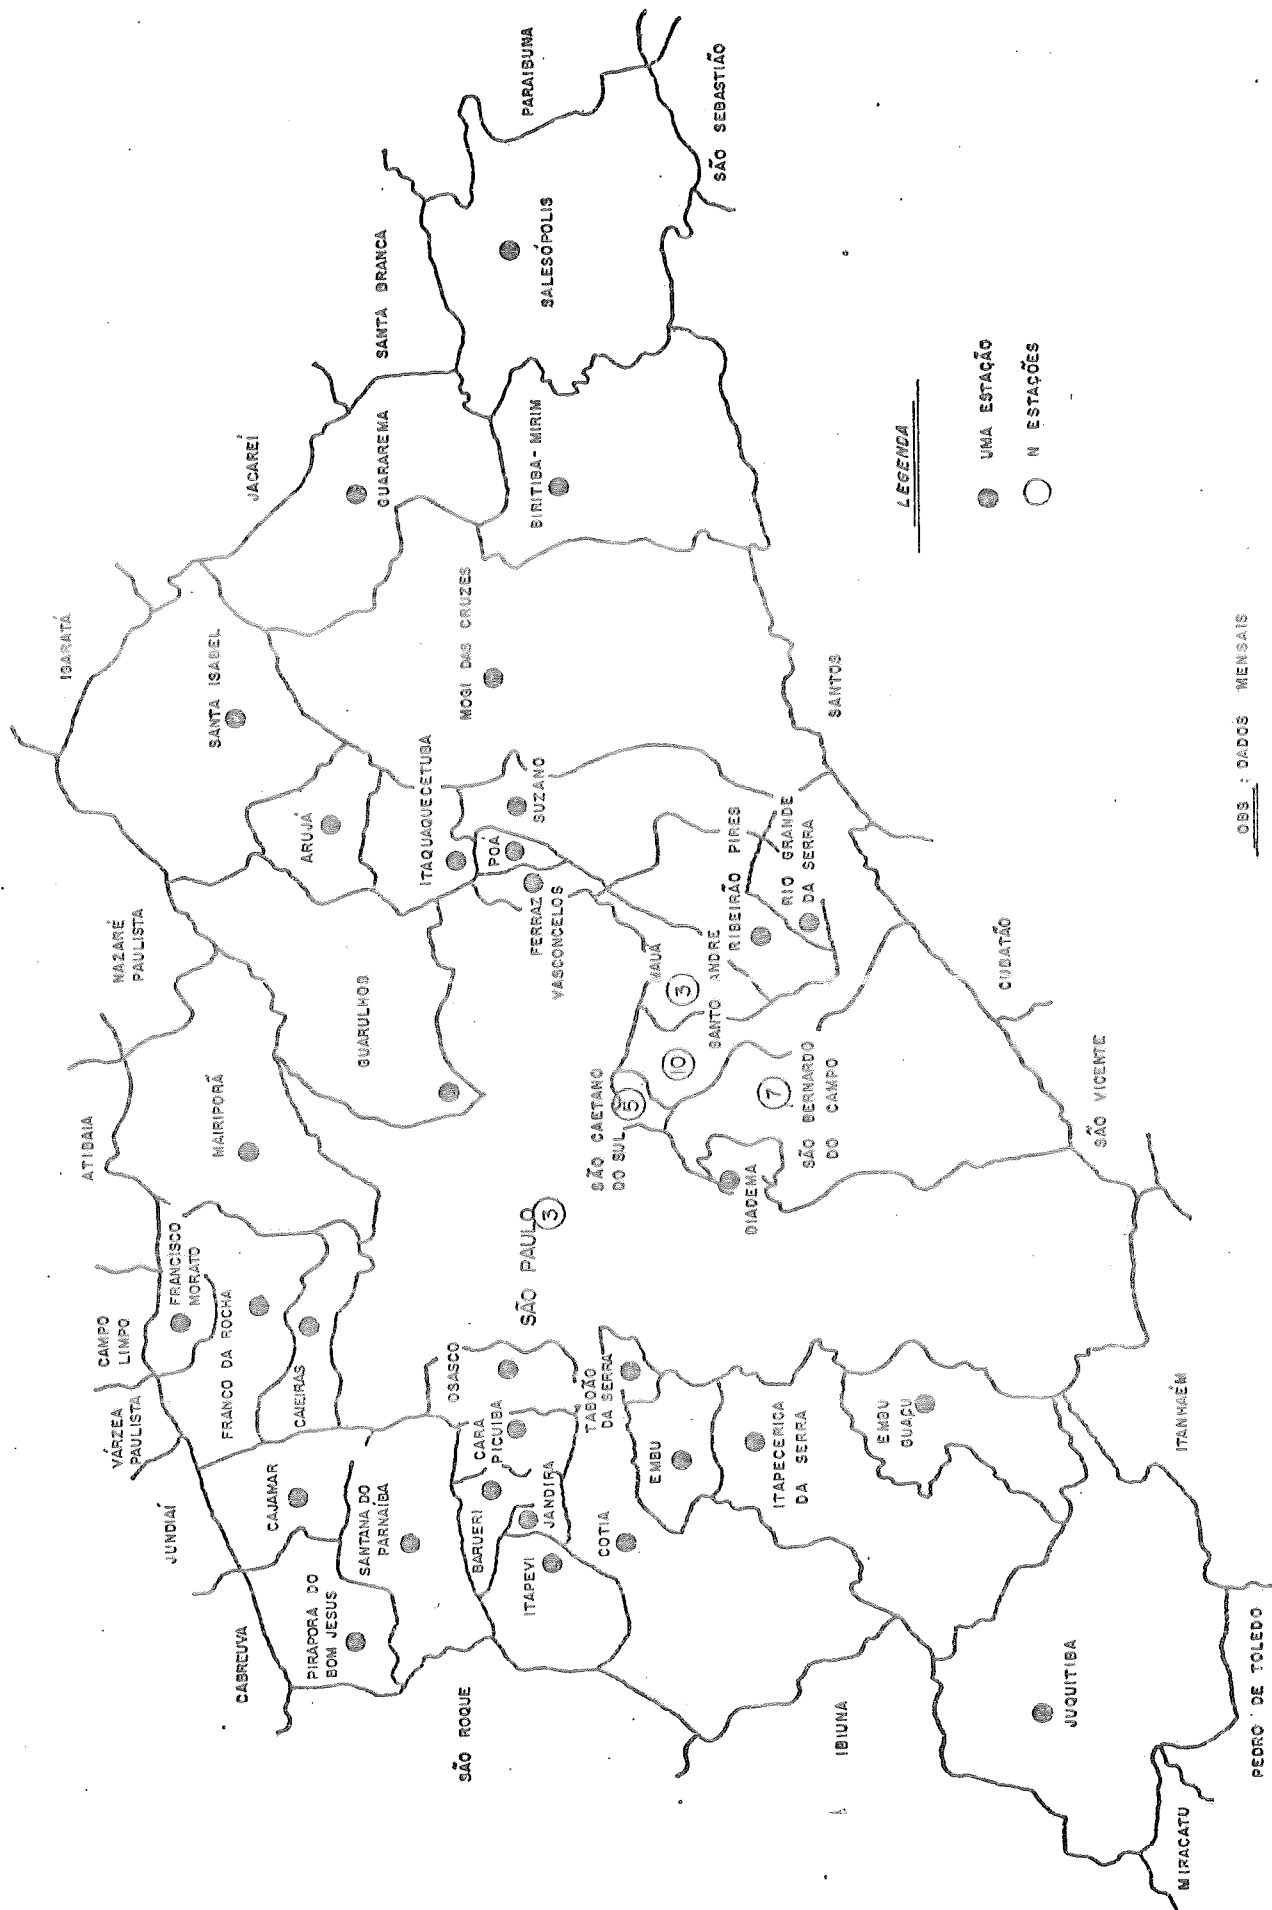 CABREUVA
JUNDIAÍ
VÁRZEA
PAULISTA
CAMPO
LIMPO
ATIBAIA
NAZARÉ
PAULISTA
IGARATÁ
JACAREÍ
SANTA BRANCA
PARAIBUNA
SÃO SEBASTIÃO
PIRAPORA DO
BOM JESUS
CAJAMAR
SANTANA DO
PARNAÍBA
FRANCISCO
MORATO
FRANCO DA ROCHA
CAIEIRAS
MAIRIPORÃ
GUARULHOS
ARUJÁ
SANTA ISABEL
GUARAREMA
SALESÓPOLIS
SÃO ROQUE
ITAPEVI
BARUERI
JANDIRA
CARA
PICUIBA
OSASCO
SÃO PAULO
3
ITAQUAQUECETUBA
POÁ
FERRAZ
VASCONCELOS
SUZANO
MOGI DAS CRUZES
BIRITIBA-MIRIM
COTIA
EMBU
TABOÃO
DA SERRA
SÃO CAETANO
DO SUL
5
MAUÁ
3
10
SANTO ANDRÉ
RIBEIRÃO PIRES
RIO GRANDE
DA SERRA
DIADEMA
7
SÃO BERNARDO
DO CAMPO
ITAPECERICA
DA SERRA
EMBU
GUAÇU
IBIUNA
JUQUITIBA
MIRACATU
PEDRO DE TOLEDO
ITANHAÉM
SÃO VICENTE
CUBATÃO
SANTOS
LEGENDA
UMA ESTAÇÃO
N ESTAÇÕES
OBS : DADOS MENSAIS